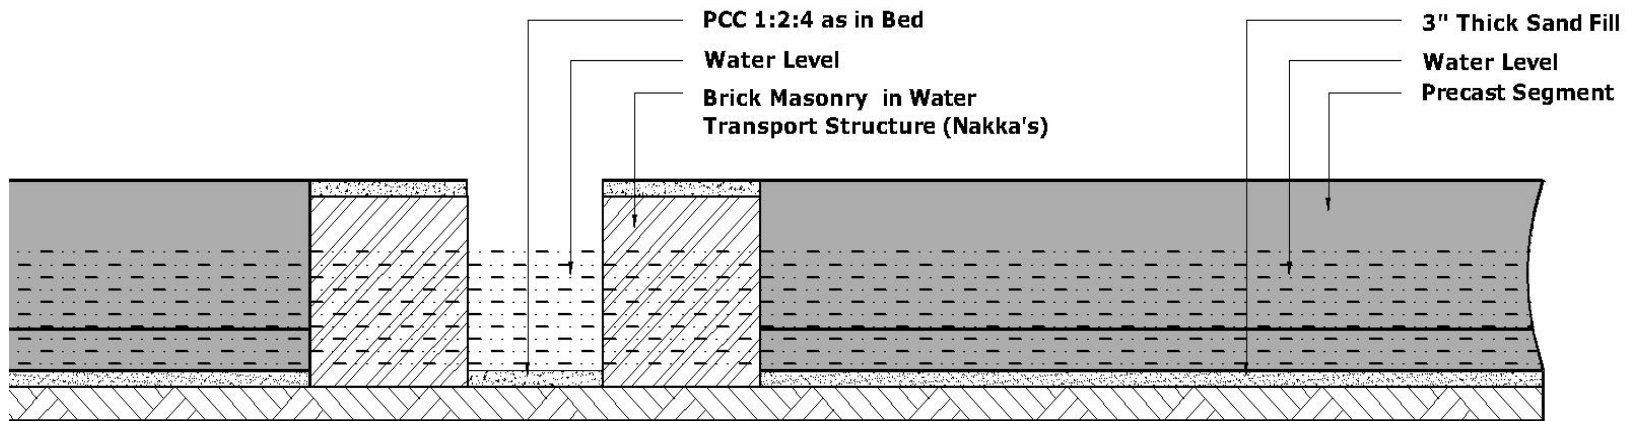 PCC 1:2:4 as in Bed
Water Level
Brick Masonry  in Water
Transport Structure (Nakka's)
3" Thick Sand Fill
Water Level
Precast Segment